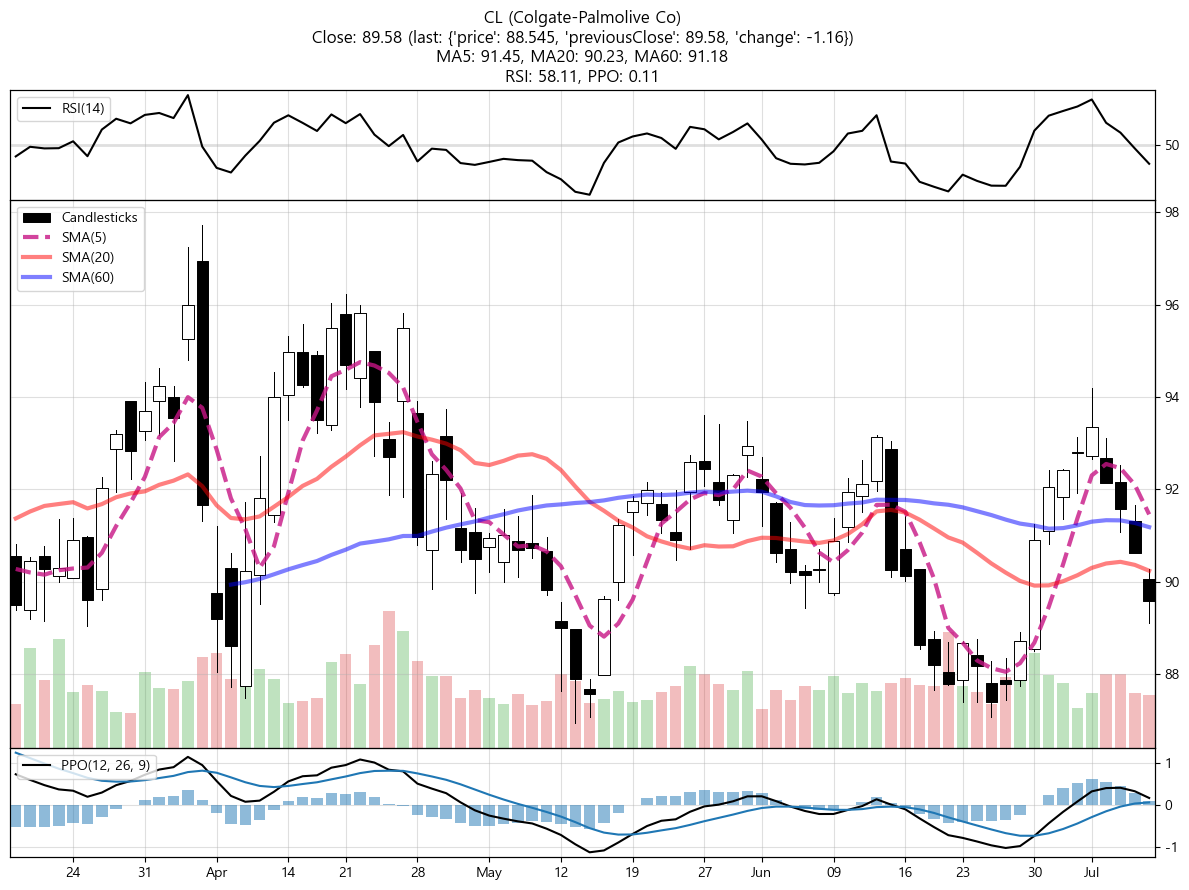 CL (Colgate-Palmolive Co)
Close: 89.58 (last: {'price': 88.545, 'previousClose': 89.58, 'change': -1.16})
MA5: 91.45, MA20: 90.23, MA60: 91.18
RSI: 58.11, PPO: 0.11
RSI(14)
50
Candlesticks
SMA(5)
SMA(20)
SMA(60)
98
96
94
92
90
88
PPO(12, 26, 9)
1
0
-1
24 31 Apr 14 21 28 May 12 19 27 Jun 09 16 23 30 Jul